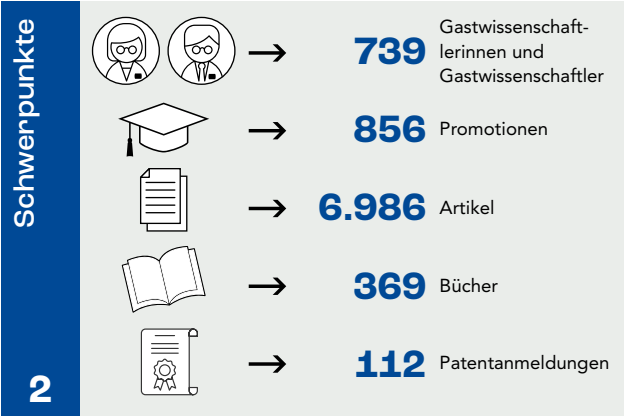 Schwerpunkte
2
739
Gastwissenschaft-
lerinnen und
Gastwissenschaftler
856 Promotionen
6.986 Artikel
369 Bücher
112 Patentanmeldungen